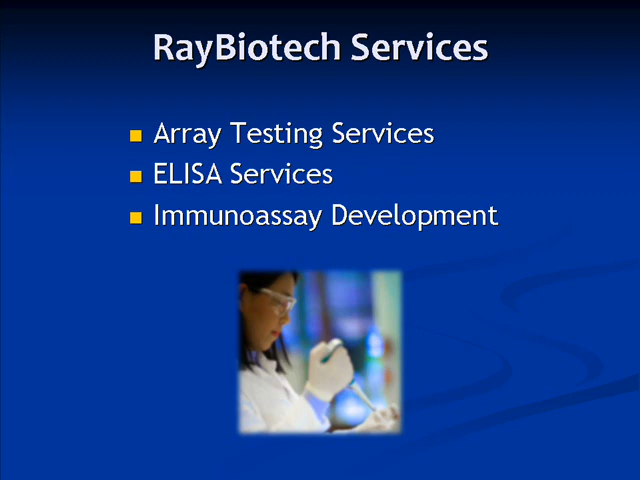 RayBiotech Services
Array Testing Services
ELISA Services
Immunoassay Development